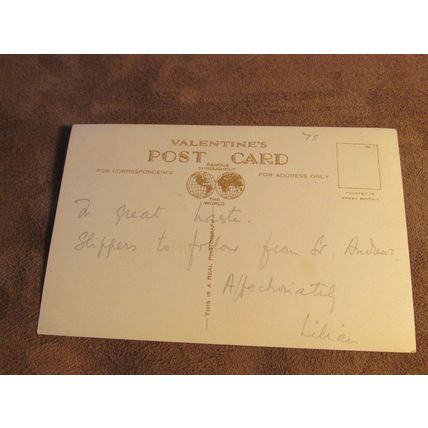 75
VALENTINE'S
POST CARD
FAMOUS
THROUGHOUT
FOR CORRESPONDENCE
FOR ADDRESS ONLY
THE
WORLD
PRINTED IN
GREAT BRITAIN
THIS IS A REAL PHOTOGRAPH
In great haste.
Slippers to follow from St. Andrews.
Affectionately
Lilian